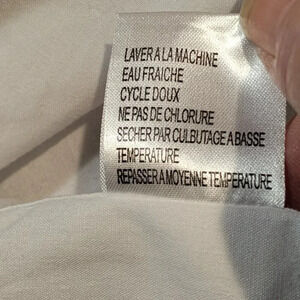 LAVER A LA MACHINE
EAU FRAICHE
CYCLE DOUX
NE PAS DE CHLORURE
SECHER PAR CULBUTAGE A BASSE
TEMPERATURE
REPASSER A MOYENNE TEMPERATURE